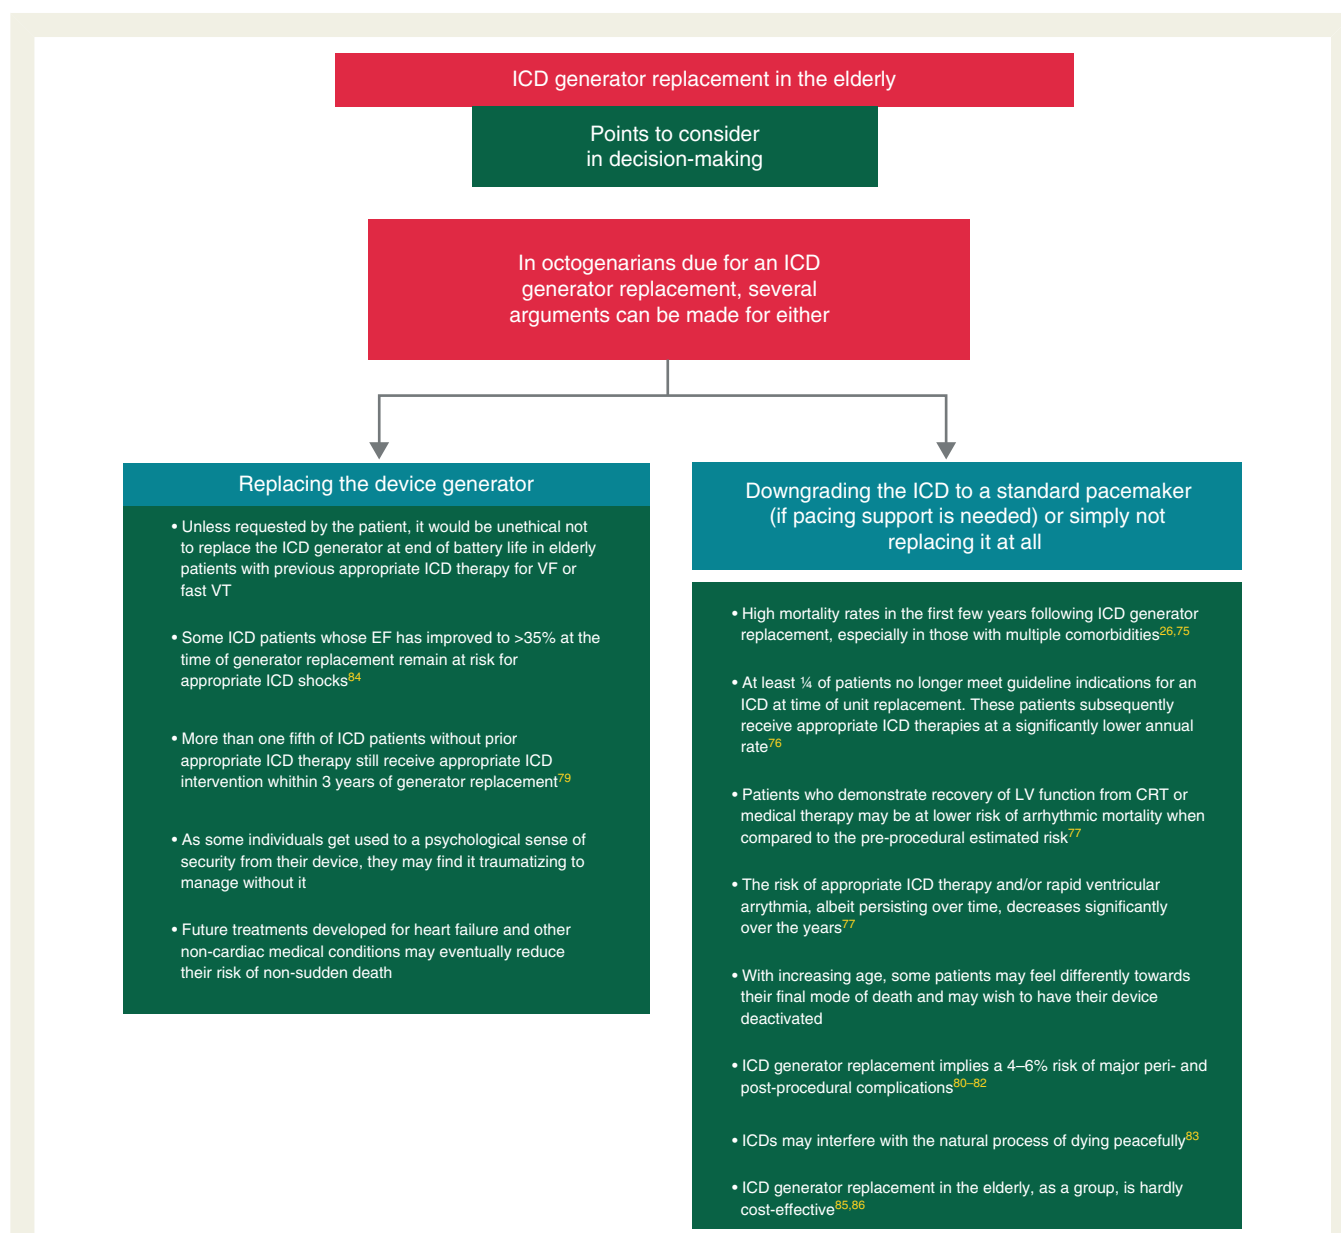 ICD generator replacement in the elderly
Points to consider
in decision-making
In octogenarians due for an ICD
generator replacement, several
arguments can be made for either
Replacing the device generator
• Unless requested by the patient, it would be unethical not
to replace the ICD generator at end of battery life in elderly
patients with previous appropriate ICD therapy for VF or
fast VT
• Some ICD patients whose EF has improved to >35% at the
time of generator replacement remain at risk for
appropriate ICD shocks84
• More than one fifth of ICD patients without prior
appropriate ICD therapy still receive appropriate ICD
intervention whithin 3 years of generator replacement79
• As some individuals get used to a psychological sense of
security from their device, they may find it traumatizing to
manage without it
• Future treatments developed for heart failure and other
non-cardiac medical conditions may eventually reduce
their risk of non-sudden death
Downgrading the ICD to a standard pacemaker
(if pacing support is needed) or simply not
replacing it at all
• High mortality rates in the first few years following ICD generator
replacement, especially in those with multiple comorbidities26,75
• At least ¼ of patients no longer meet guideline indications for an
ICD at time of unit replacement. These patients subsequently
receive appropriate ICD therapies at a significantly lower annual
rate76
• Patients who demonstrate recovery of LV function from CRT or
medical therapy may be at lower risk of arrhythmic mortality when
compared to the pre-procedural estimated risk77
• The risk of appropriate ICD therapy and/or rapid ventricular
arrythmia, albeit persisting over time, decreases significantly
over the years77
• With increasing age, some patients may feel differently towards
their final mode of death and may wish to have their device
deactivated
• ICD generator replacement implies a 4–6% risk of major peri- and
post-procedural complications80–82
• ICDs may interfere with the natural process of dying peacefully83
• ICD generator replacement in the elderly, as a group, is hardly
cost-effective85,86